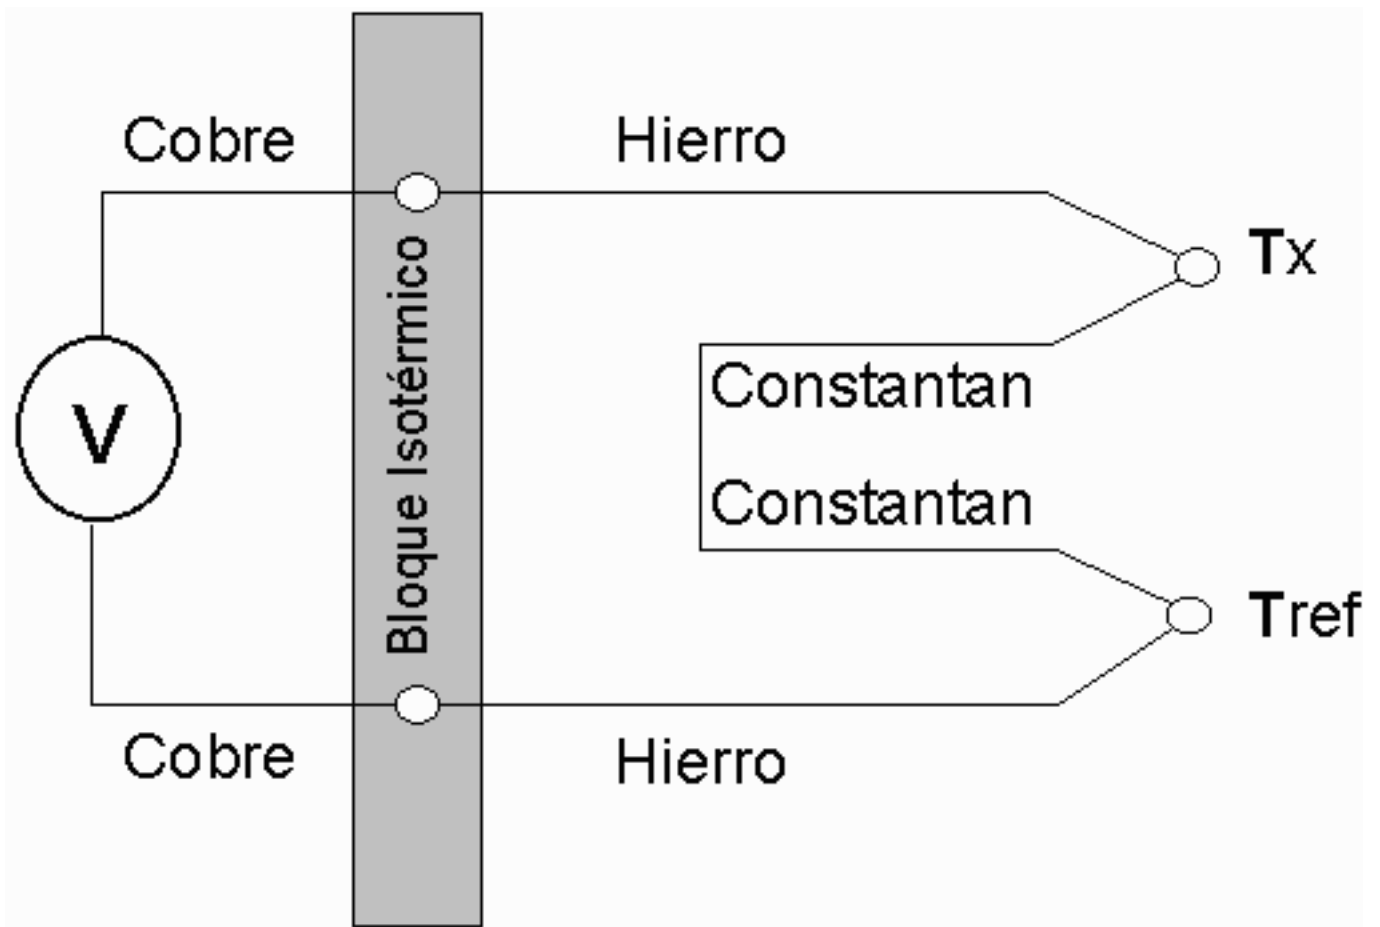 Cobre
Hierro
Tx
Bloque Isotérmico
V
Constantan
Constantan
Tref
Cobre
Hierro